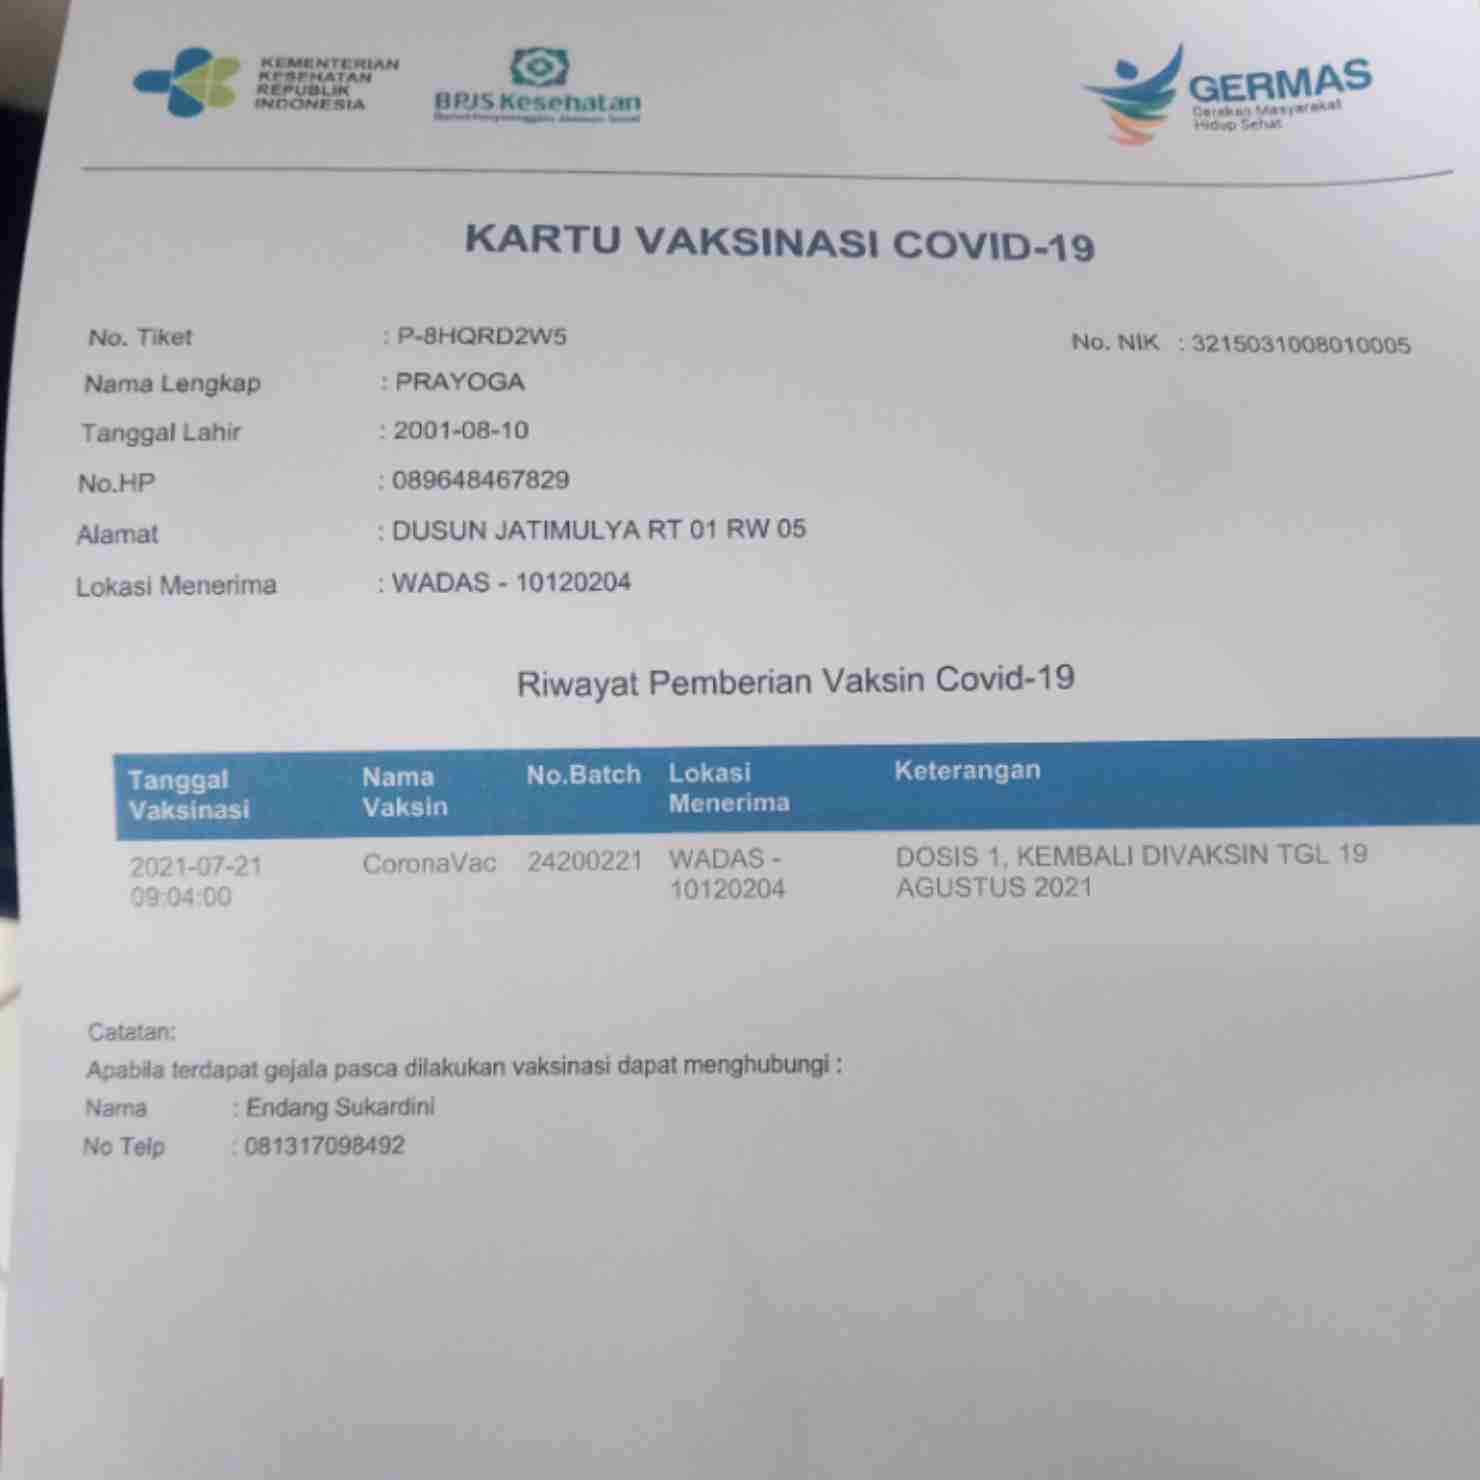 KEMENTERIAN
KESEHATAN
REPUBLIK
INDONESIA
BPJS Kesehatan
GERMAS
Gerakan Masyarakat
Hidup Sehat
KARTU VAKSINASI COVID-19
No. Tiket : P-8HQRD2W5 No. NIK : 3215031008010005
Nama Lengkap : PRAYOGA
Tanggal Lahir : 2001-08-10
No.HP : 089648467829
Alamat : DUSUN JATIMULYA RT 01 RW 05
Lokasi Menerima : WADAS - 10120204
Riwayat Pemberian Vaksin Covid-19
Tanggal Nama No.Batch Lokasi Keterangan
Vaksinasi Vaksin Menerima
2021-07-21 CoronaVac 24200221 WADAS - DOSIS 1, KEMBALI DIVAKSIN TGL 19
09:04:00 10120204 AGUSTUS 2021
Catatan:
Apabila terdapat gejala pasca dilakukan vaksinasi dapat menghubungi :
Nama : Endang Sukardini
No Telp : 081317098492